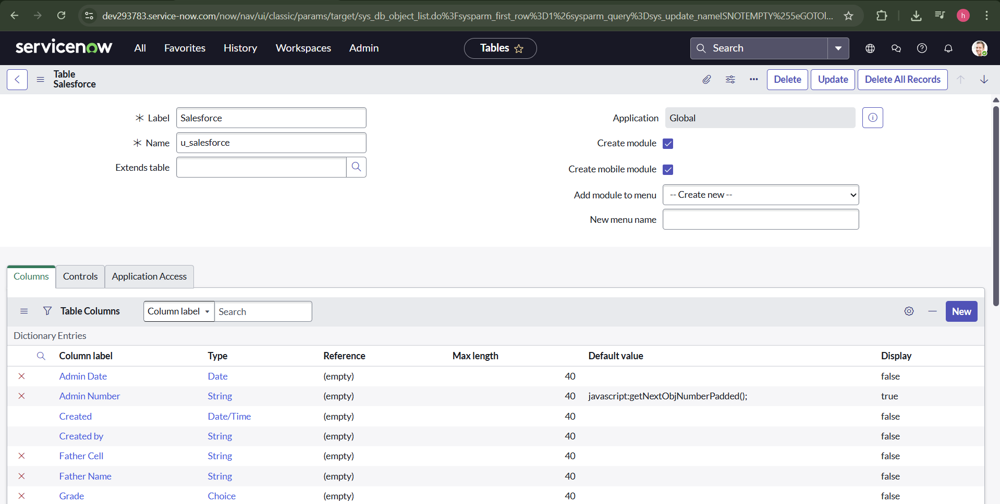 dev293783.service-now.com/now/nav/ui/classic/params/target/sys_db_object_list.do%3Fsysparm_first_row%3D1%26sysparm_query%3Dsys_update_nameISNOTEMPTY%255eGOTOl...
h
servicenow All Favorites History Workspaces Admin Tables Search
Table
Salesforce
Delete Update Delete All Records
Label Salesforce
Name u_salesforce
Extends table
Application Global
Create module
Create mobile module
Add module to menu -- Create new --
New menu name
Columns Controls Application Access
Table Columns Column label Search New
Dictionary Entries
Column label Type Reference Max length Default value Display
Admin Date Date (empty) 40 false
Admin Number String (empty) 40 javascript:getNextObjNumberPadded(); true
Created Date/Time (empty) 40 false
Created by String (empty) 40 false
Father Cell String (empty) 40 false
Father Name String (empty) 40 false
Grade Choice (empty) 40 false